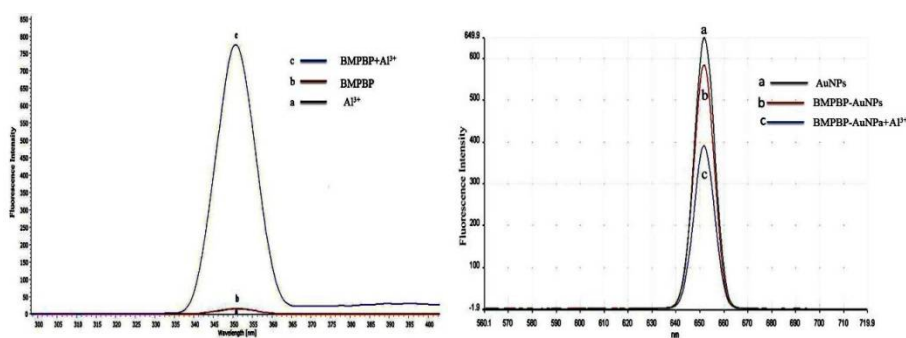 850
800
750
700
650
600
550
500
450
400
350
300
250
200
150
100
50
0
Fluorescence Intensity
c
b
c BMPBP+Al³⁺
b BMPBP
a Al³⁺
300 305 310 315 320 325 330 335 340 345 350 355 360 365 370 375 380 385 390 395 400
Wavelength [nm]
649.9
600
500
400
300
200
100
-1.9
Fluorescence Intensity
a
b
c
a AuNPs
b BMPBP-AuNPs
c BMPBP-AuNPa+Al³⁺
560.1 570 580 590 600 610 620 630 640 650 660 670 680 690 700 710 719.9
nm